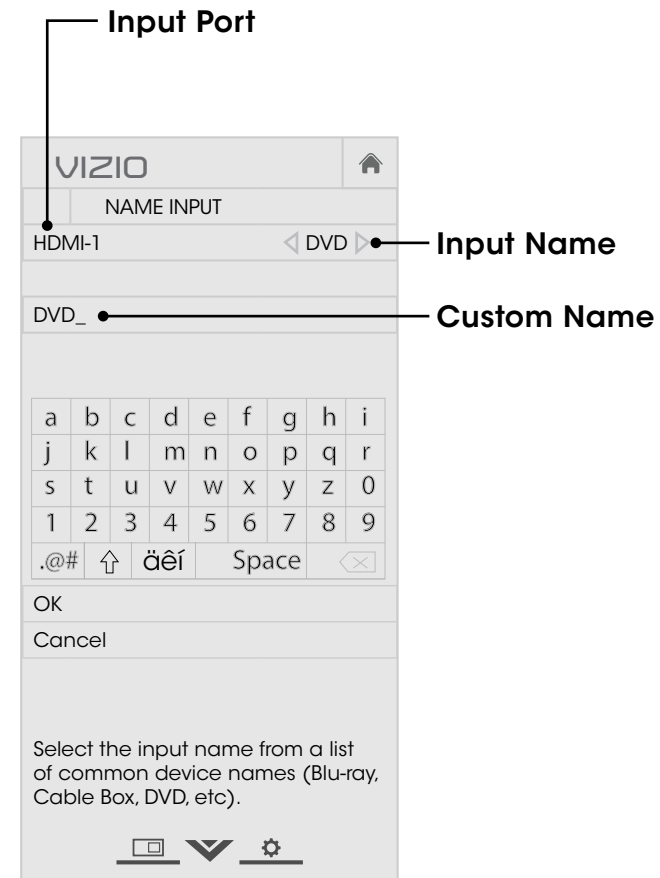 Input Port
VIZIO
NAME INPUT
HDMI-1 DVD Input Name
DVD_ Custom Name
a b c d e f g h i
j k l m n o p q r
s t u v w x y z 0
1 2 3 4 5 6 7 8 9
.@# äêí Space
OK
Cancel
Select the input name from a list
of common device names (Blu-ray,
Cable Box, DVD, etc).